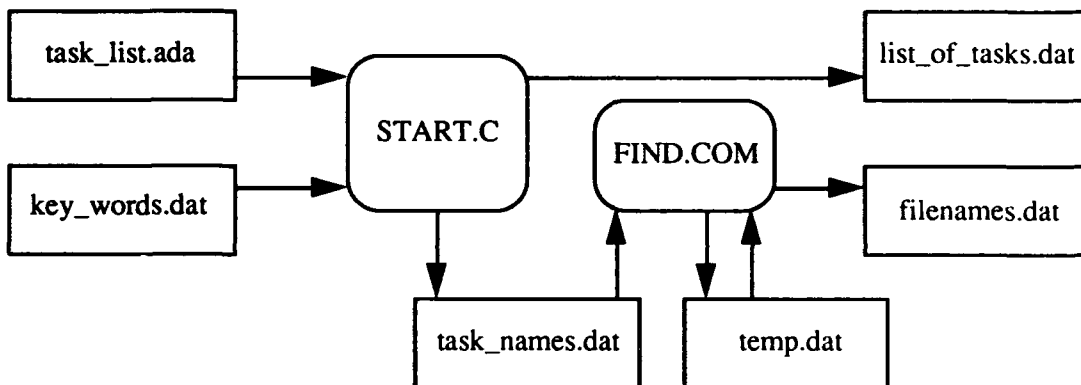 task_list.ada
list_of_tasks.dat
START.C
FIND.COM
key_words.dat
filenames.dat
task_names.dat
temp.dat